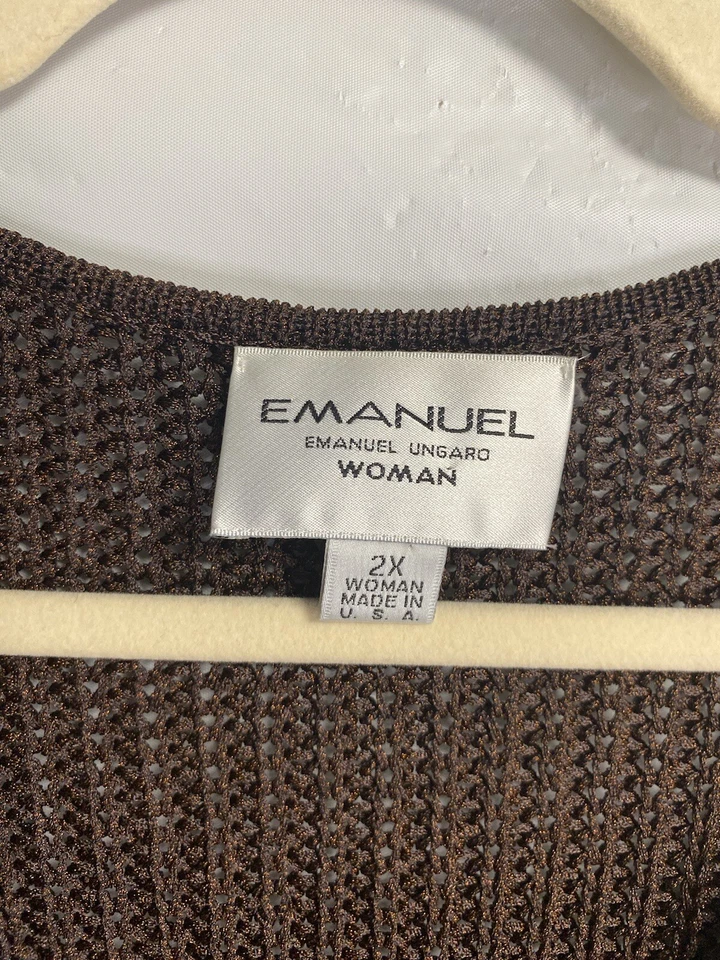 EMANUEL
EMANUEL UNGARO
WOMAN
2X
WOMAN
MADE IN
U. S. A.